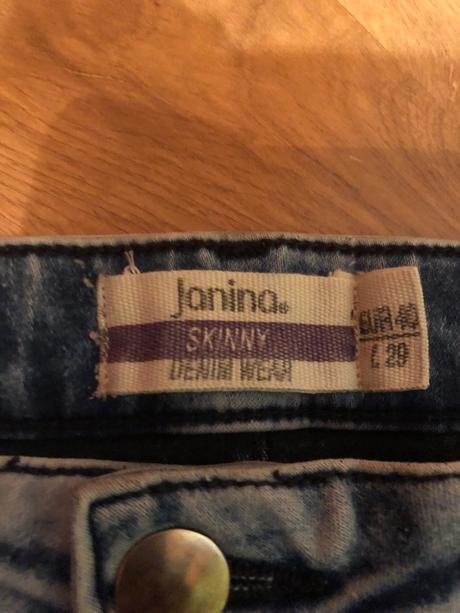 Janina®
SKINNY
DENIM WEAR
EUR 40
L 29